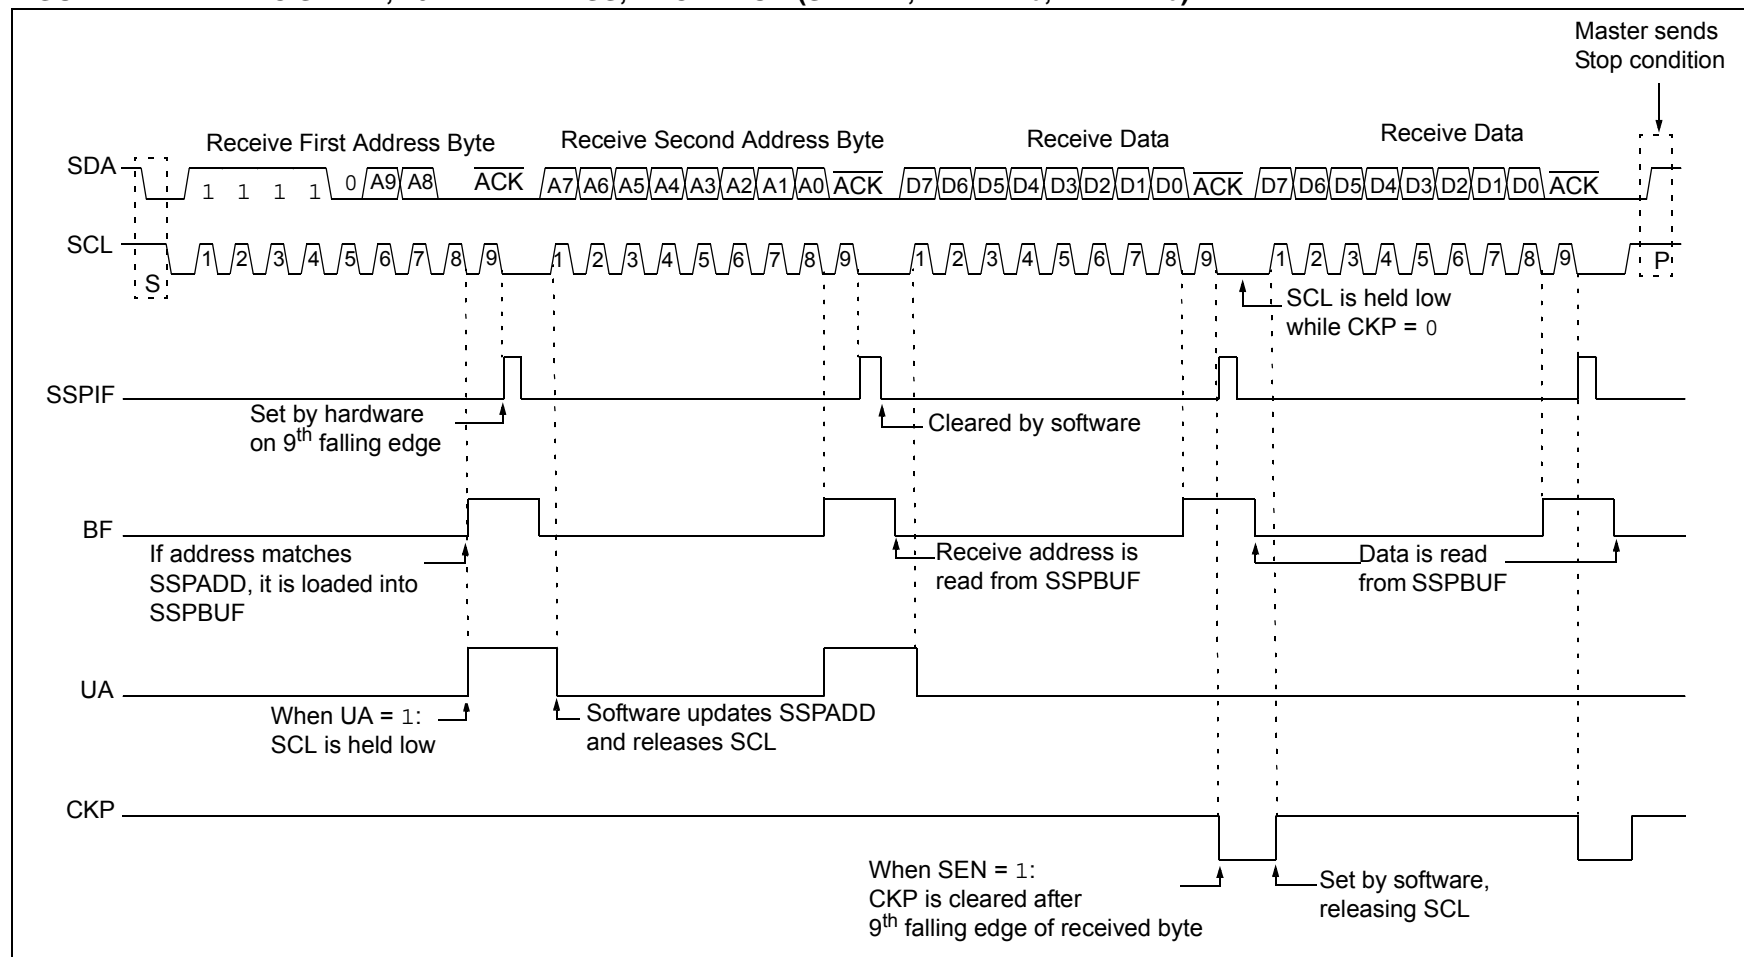 Master sends
Stop condition
Receive First Address Byte
Receive Second Address Byte
Receive Data
Receive Data
SDA
1 1 1 1 0 A9 A8 ACK A7 A6 A5 A4 A3 A2 A1 A0 ACK D7 D6 D5 D4 D3 D2 D1 D0 ACK D7 D6 D5 D4 D3 D2 D1 D0 ACK
SCL
S 1 2 3 4 5 6 7 8 9 1 2 3 4 5 6 7 8 9 1 2 3 4 5 6 7 8 9 1 2 3 4 5 6 7 8 9 P
SCL is held low
while CKP = 0
SSPIF
Set by hardware
on 9th falling edge
Cleared by software
BF
If address matches
SSPADD, it is loaded into
SSPBUF
Receive address is
read from SSPBUF
Data is read
from SSPBUF
UA
When UA = 1:
SCL is held low
Software updates SSPADD
and releases SCL
CKP
When SEN = 1:
CKP is cleared after
9th falling edge of received byte
Set by software,
releasing SCL